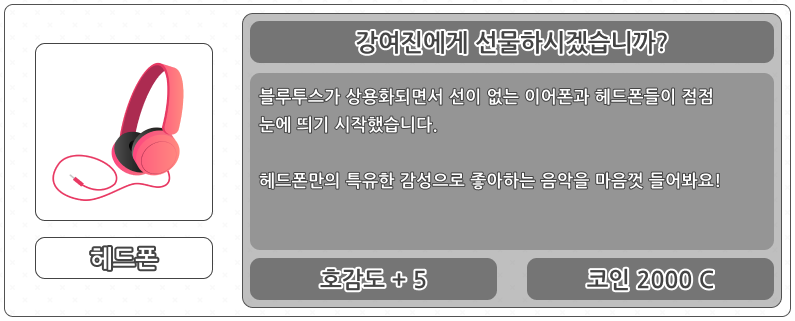 강여진에게 선물하시겠습니까?
블루투스가 상용화되면서 선이 없는 이어폰과 헤드폰들이 점점
눈에 띄기 시작했습니다.
헤드폰만의 특유한 감성으로 좋아하는 음악을 마음껏 들어봐요!
헤드폰
호감도 + 5
코인 2000 C